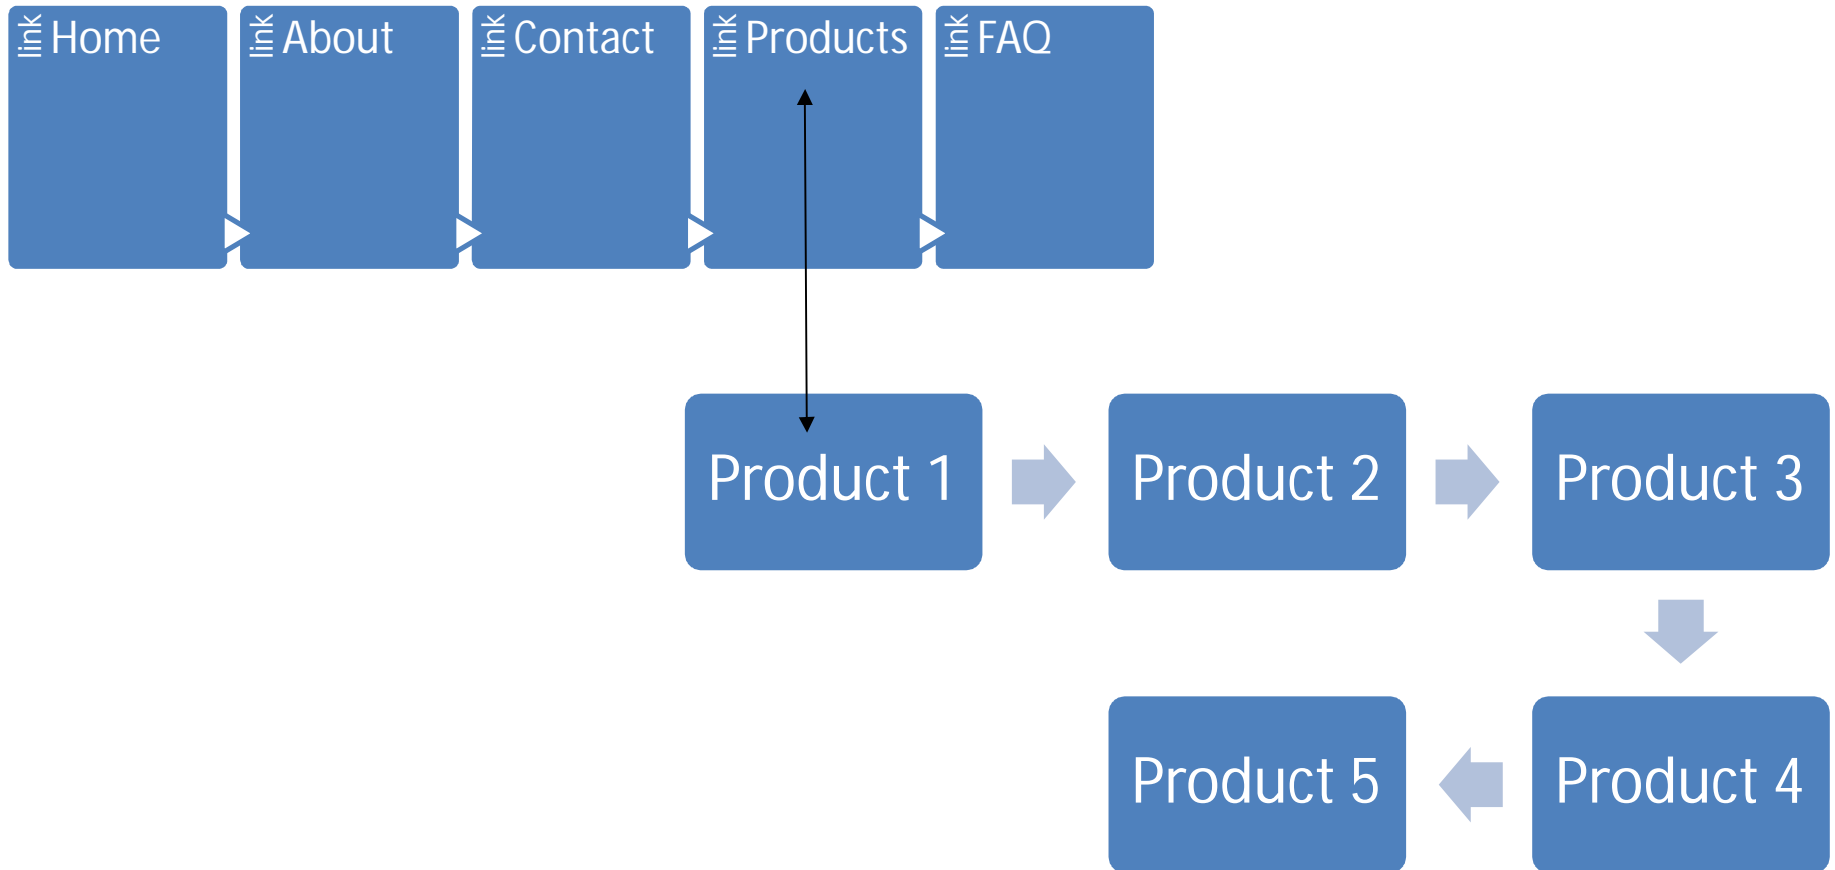 link Home
link About
link Contact
link Products
link FAQ
Product 1
Product 2
Product 3
Product 4
Product 5